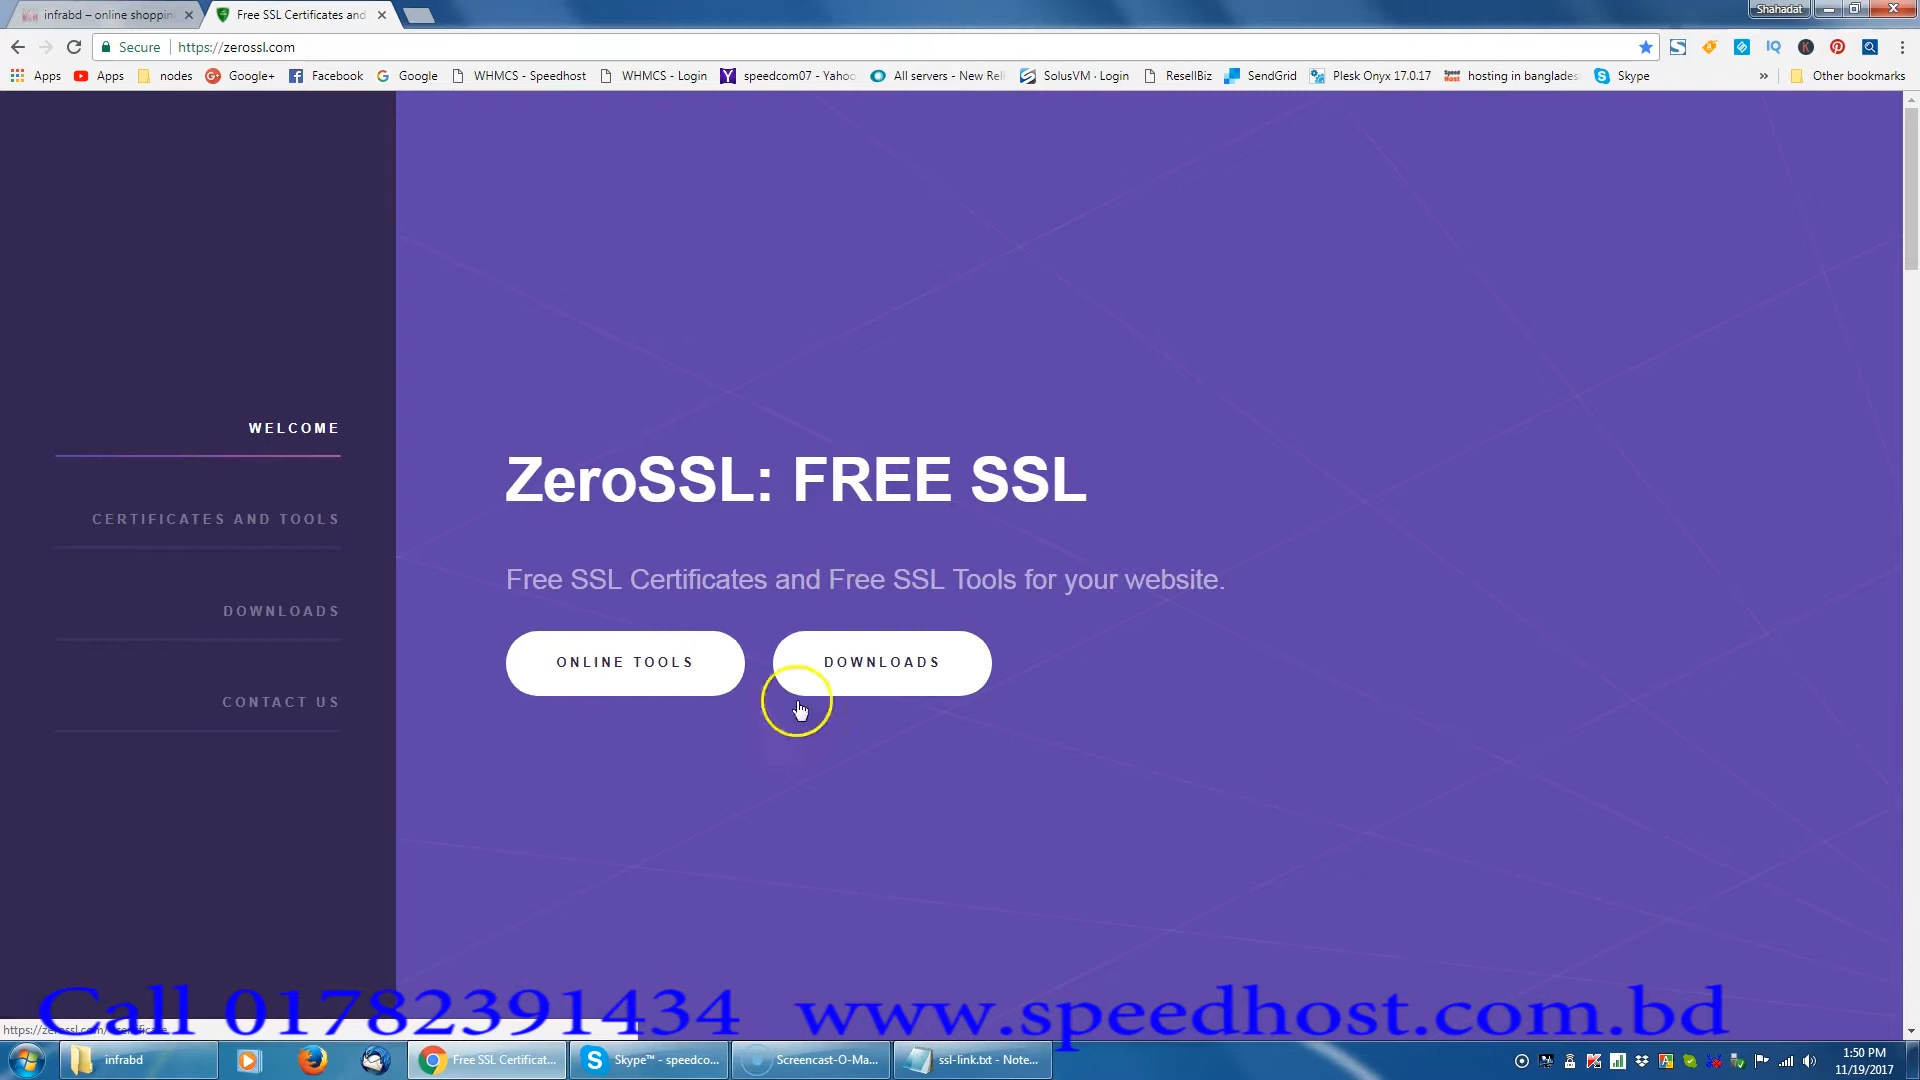 infrabd – online shoppin
Free SSL Certificates and
Shahadat
Secure
https://zerossl.com
IQ
K
Apps
Apps
nodes
Google+
Facebook
Google
WHMCS - Speedhost
WHMCS - Login
speedcom07 - Yahoo
All servers - New Reli
SolusVM · Login
ResellBiz
SendGrid
Plesk Onyx 17.0.17
hosting in banglades
Skype
»
Other bookmarks
WELCOME
CERTIFICATES AND TOOLS
DOWNLOADS
CONTACT US
ZeroSSL: FREE SSL
Free SSL Certificates and Free SSL Tools for your website.
ONLINE TOOLS
DOWNLOADS
Call 01782391434 www.speedhost.com.bd
infrabd
Free SSL Certificat...
Skype™ - speedco...
Screencast-O-Ma...
ssl-link.txt - Note...
1:50 PM
11/19/2017